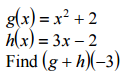 g(x) = x² + 2
h(x) = 3x − 2
Find (g + h)(−3)